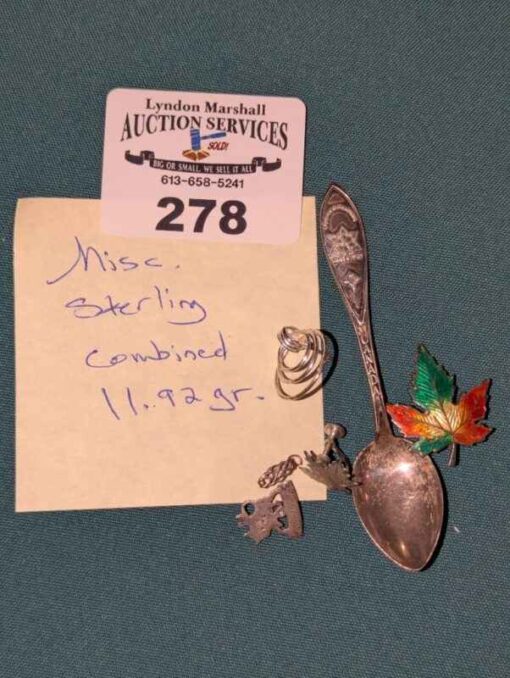 Lyndon Marshall
AUCTION SERVICES
SOLD!
BIG OR SMALL, WE SELL IT ALL
613-658-5241
278
Misc.
Sterling
combined
11.92 gr.